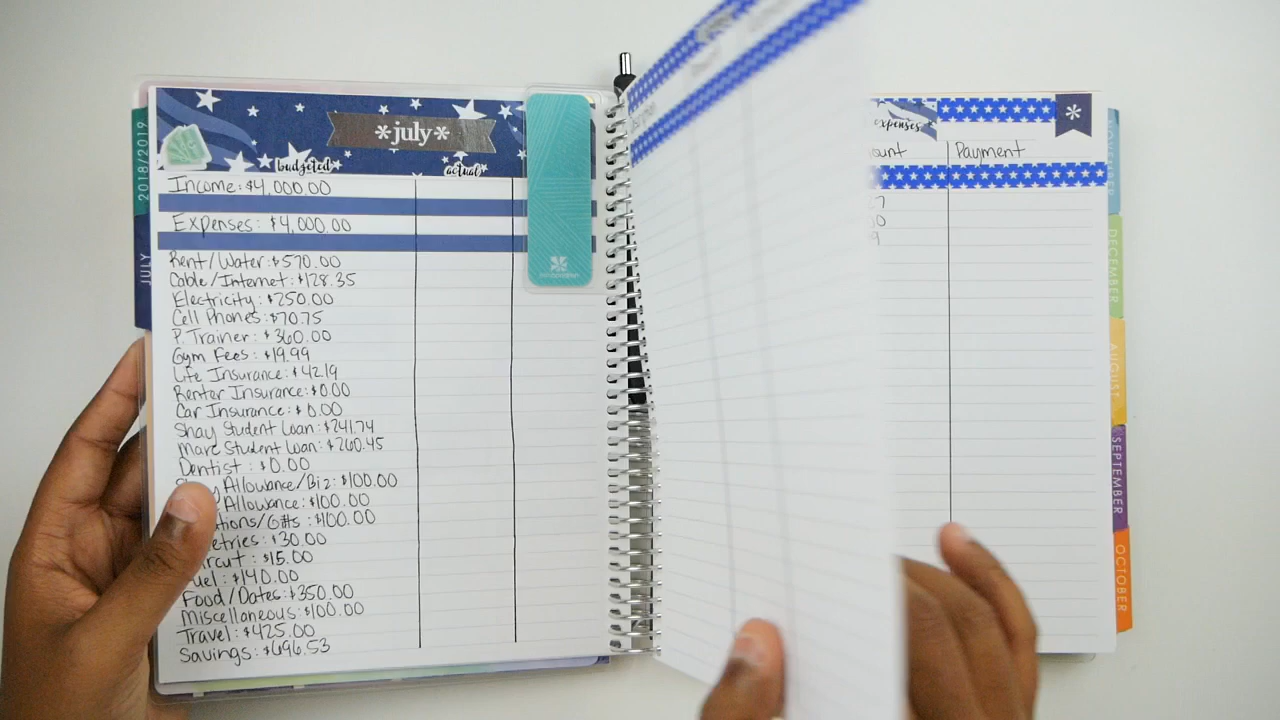 *july*
budgeted
actual
Income: $4,000.00
Expenses: $4,000.00
Rent/Water: $570.00
Cable/Internet: $128.35
Electricity: $250.00
Cell Phones: $70.75
P. Trainer: $360.00
Gym Fees: $19.99
Life Insurance: $42.19
Renter Insurance: $0.00
Car Insurance: $0.00
Shay Student Loan: $241.74
Marc Student Loan: $260.45
Dentist: $0.00
Allowance/Biz: $100.00
Allowance: $100.00
/Gifts: $100.00
$30.00
$15.00
$140.00
Food/Dates: $350.00
Miscellaneous: $100.00
Travel: $425.00
Savings: $696.53
2018/2019
JULY
expenses
*
Payment
NOVEMBER
DECEMBER
AUGUST
SEPTEMBER
OCTOBER